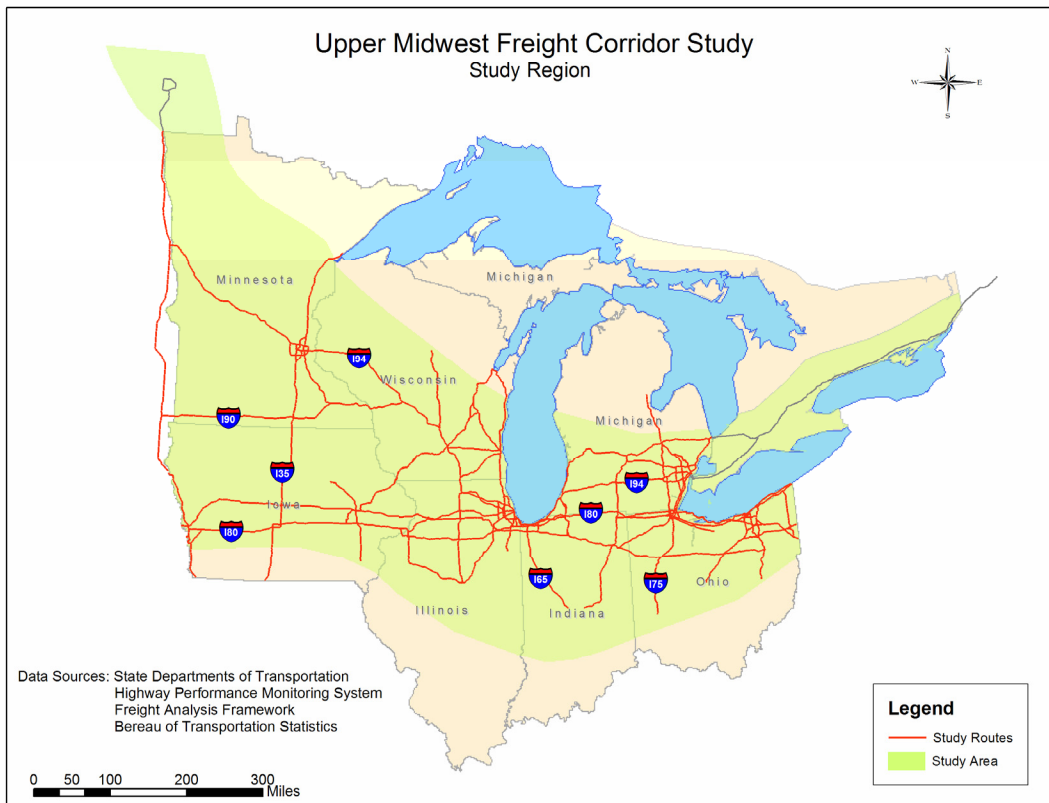 Upper Midwest Freight Corridor Study
Study Region
N
W E
S
Minnesota
Michigan
I94
Wisconsin
I90
Michigan
I35
I94
Iowa
I80
I80
I65
I75
Ohio
Illinois
Indiana
Data Sources: State Departments of Transportation
Highway Performance Monitoring System
Freight Analysis Framework
Bereau of Transportation Statistics
Legend
Study Routes
Study Area
0 50 100 200 300
Miles